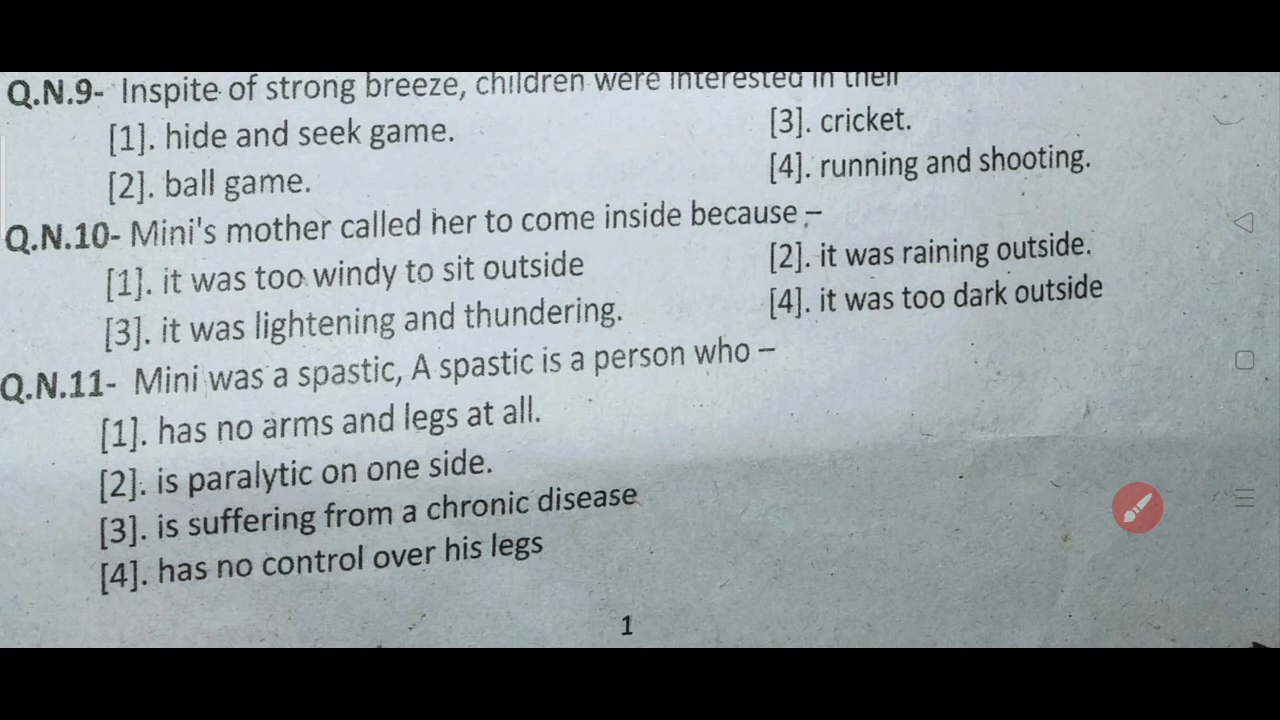 Q.N.9- Inspite of strong breeze, children were interested in their
[1]. hide and seek game. [3]. cricket.
[2]. ball game. [4]. running and shooting.
Q.N.10- Mini's mother called her to come inside because –
[1]. it was too windy to sit outside [2]. it was raining outside.
[3]. it was lightening and thundering. [4]. it was too dark outside
Q.N.11- Mini was a spastic, A spastic is a person who –
[1]. has no arms and legs at all.
[2]. is paralytic on one side.
[3]. is suffering from a chronic disease
[4]. has no control over his legs
1